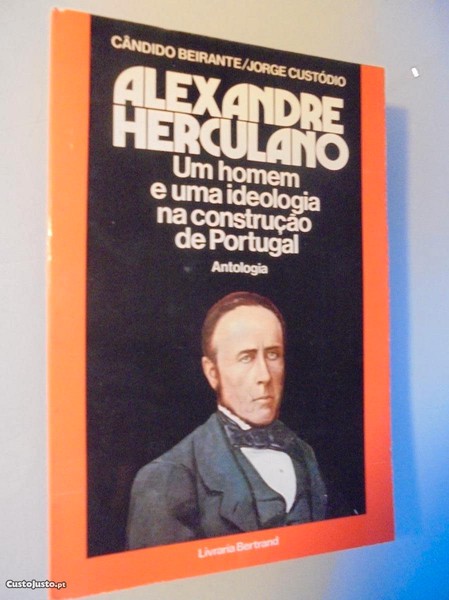 CÂNDIDO BEIRANTE/JORGE CUSTÓDIO
ALEXANDRE
HERCULANO
Um homem
e uma ideologia
na construção
de Portugal
Antologia
Livraria Bertrand
CustoJusto.pt